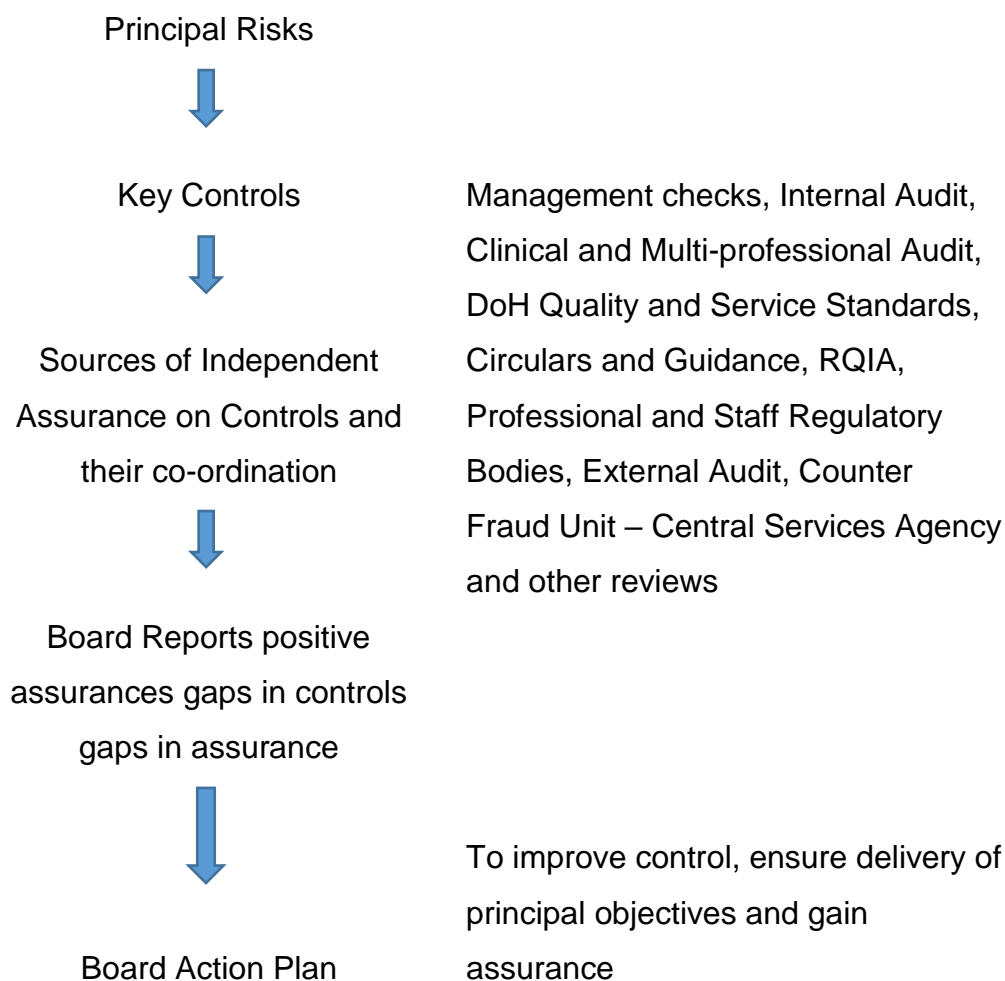 Principal Risks
Key Controls
Management checks, Internal Audit,
Clinical and Multi-professional Audit,
DoH Quality and Service Standards,
Circulars and Guidance, RQIA,
Professional and Staff Regulatory
Bodies, External Audit, Counter
Fraud Unit – Central Services Agency
and other reviews
Sources of Independent
Assurance on Controls and
their co-ordination
Board Reports positive
assurances gaps in controls
gaps in assurance
Board Action Plan
To improve control, ensure delivery of
principal objectives and gain
assurance